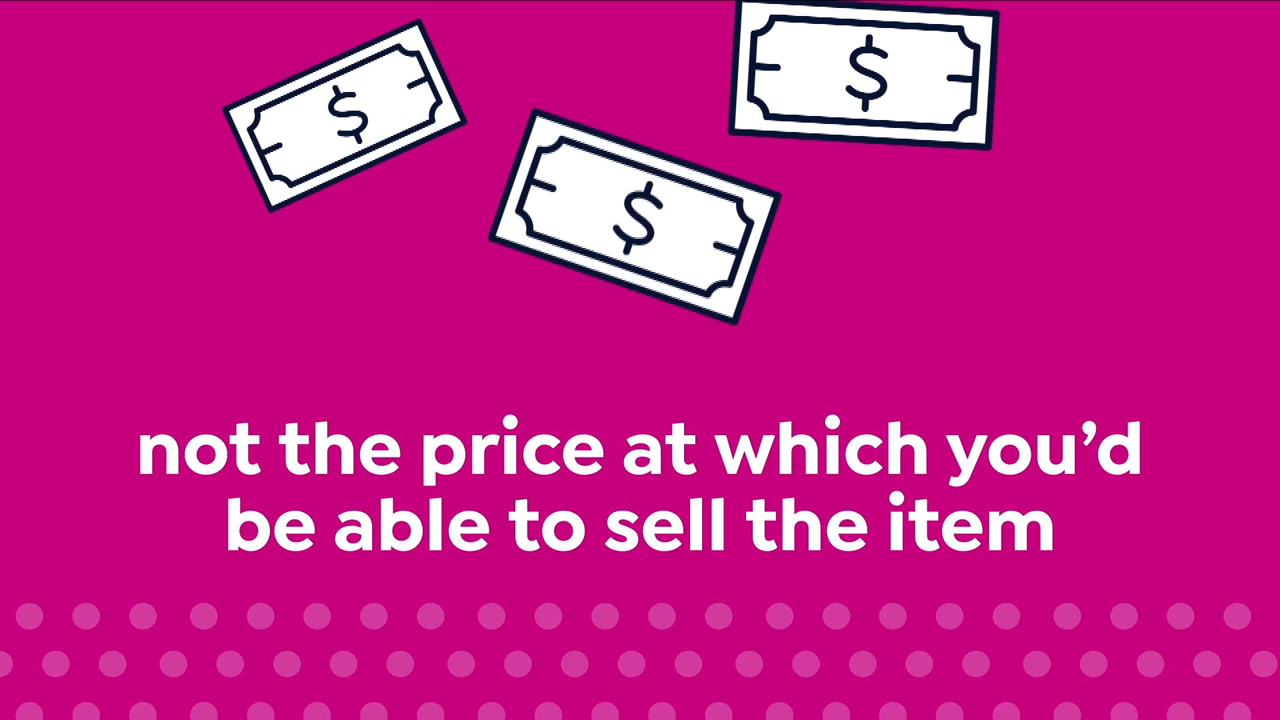 $
$
$
not the price at which you’d
be able to sell the item